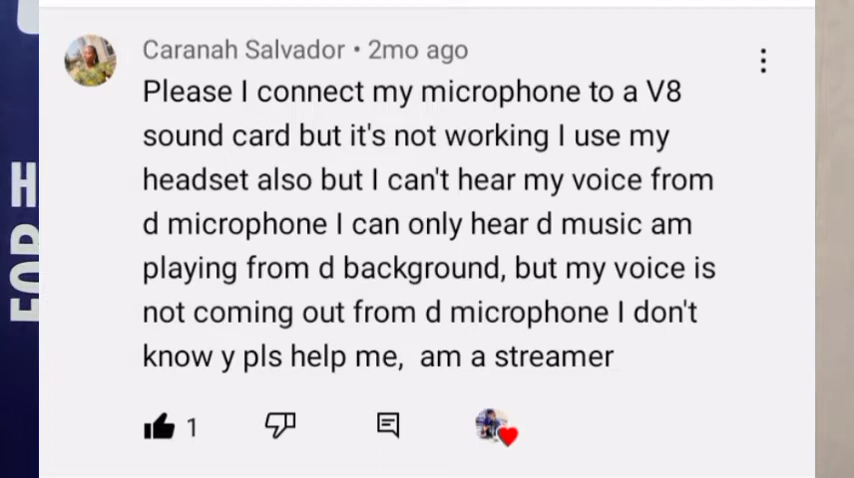 Caranah Salvador • 2mo ago
Please I connect my microphone to a V8
sound card but it's not working I use my
headset also but I can't hear my voice from
d microphone I can only hear d music am
playing from d background, but my voice is
not coming out from d microphone I don't
know y pls help me, am a streamer
1
FOR H